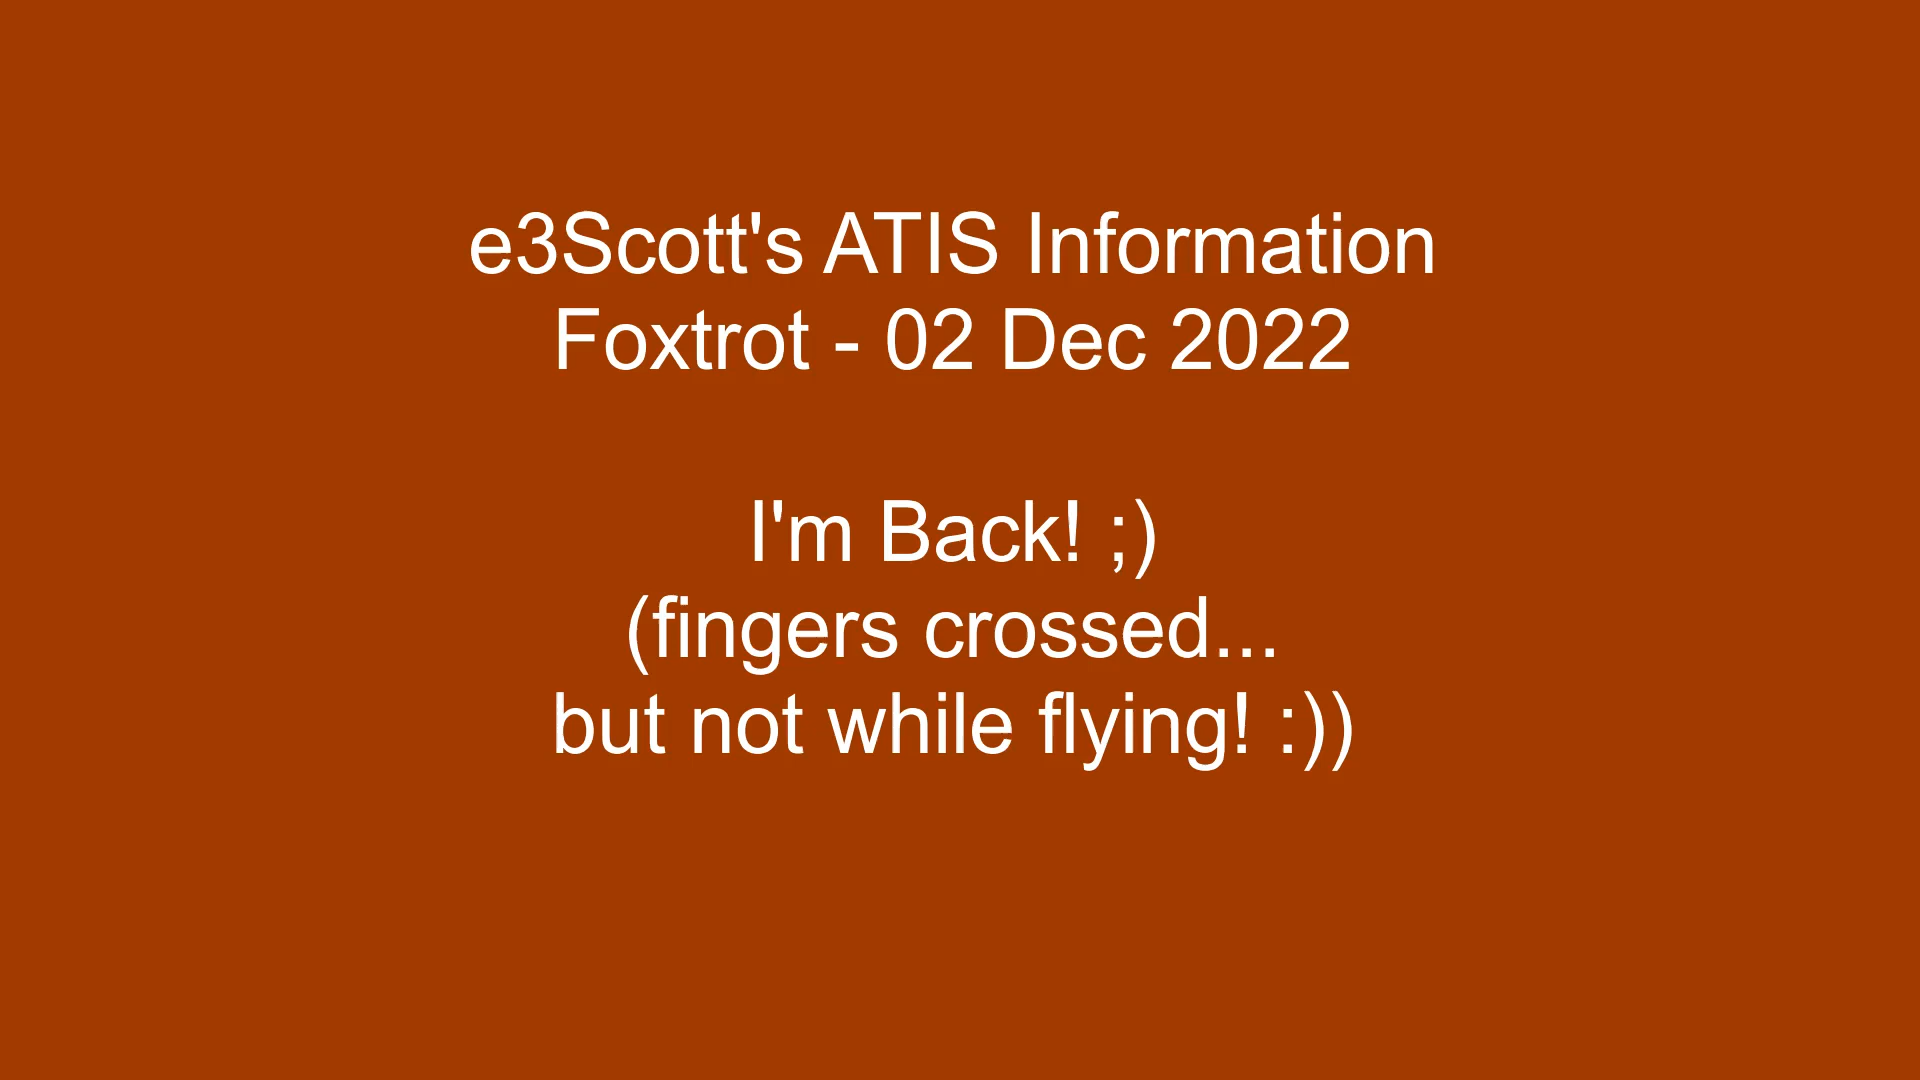 e3Scott's ATIS Information
Foxtrot - 02 Dec 2022
I'm Back! ;)
(fingers crossed...
but not while flying! :))